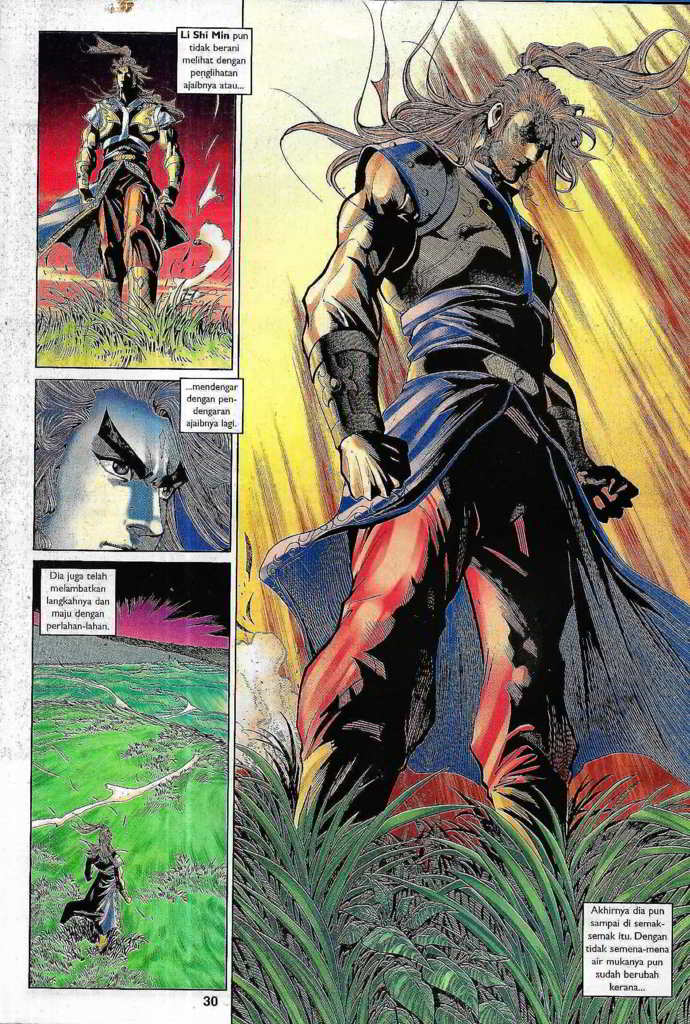 Li Shi Min pun
tidak berani
melihat dengan
penglihatan
ajaibnya atau...
...mendengar
dengan pen-
dengaran
ajaibnya lagi.
Dia juga telah
melambatkan
langkahnya dan
maju dengan
perlahan-lahan.
Akhirnya dia pun
sampai di semak-
semak itu. Dengan
tidak semena-mena
air mukanya pun
sudah berubah
kerana...
30